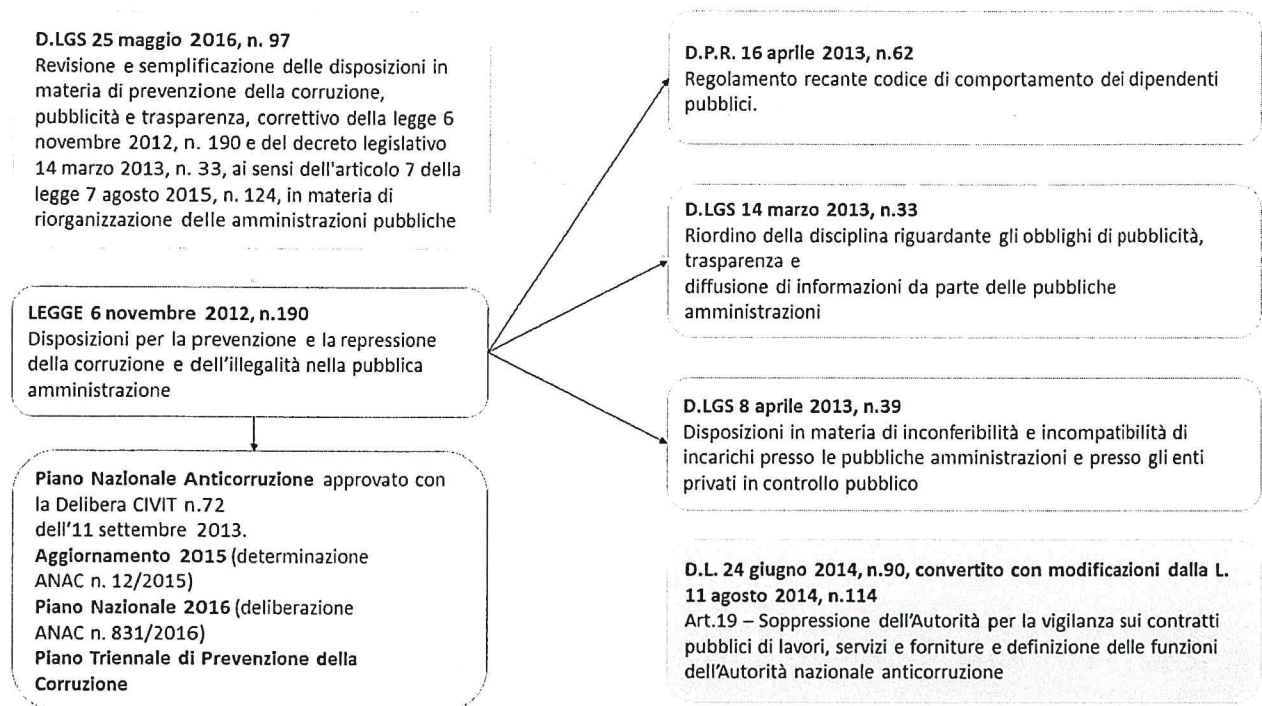 D.LGS 25 maggio 2016, n. 97
Revisione e semplificazione delle disposizioni in
materia di prevenzione della corruzione,
pubblicità e trasparenza, correttivo della legge 6
novembre 2012, n. 190 e del decreto legislativo
14 marzo 2013, n. 33, ai sensi dell'articolo 7 della
legge 7 agosto 2015, n. 124, in materia di
riorganizzazione delle amministrazioni pubbliche
LEGGE 6 novembre 2012, n.190
Disposizioni per la prevenzione e la repressione
della corruzione e dell'illegalità nella pubblica
amministrazione
Piano Nazionale Anticorruzione approvato con
la Delibera CIVIT n.72
dell'11 settembre 2013.
Aggiornamento 2015 (determinazione
ANAC n. 12/2015)
Piano Nazionale 2016 (deliberazione
ANAC n. 831/2016)
Piano Triennale di Prevenzione della
Corruzione
D.P.R. 16 aprile 2013, n.62
Regolamento recante codice di comportamento dei dipendenti
pubblici.
D.LGS 14 marzo 2013, n.33
Riordino della disciplina riguardante gli obblighi di pubblicità,
trasparenza e
diffusione di informazioni da parte delle pubbliche
amministrazioni
D.LGS 8 aprile 2013, n.39
Disposizioni in materia di inconferibilità e incompatibilità di
incarichi presso le pubbliche amministrazioni e presso gli enti
privati in controllo pubblico
D.L. 24 giugno 2014, n.90, convertito con modificazioni dalla L.
11 agosto 2014, n.114
Art.19 – Soppressione dell'Autorità per la vigilanza sui contratti
pubblici di lavori, servizi e forniture e definizione delle funzioni
dell'Autorità nazionale anticorruzione